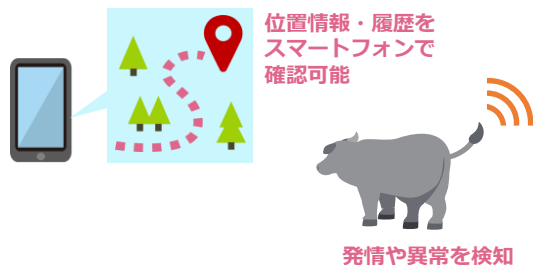 位置情報・履歴を
スマートフォンで
確認可能
発情や異常を検知